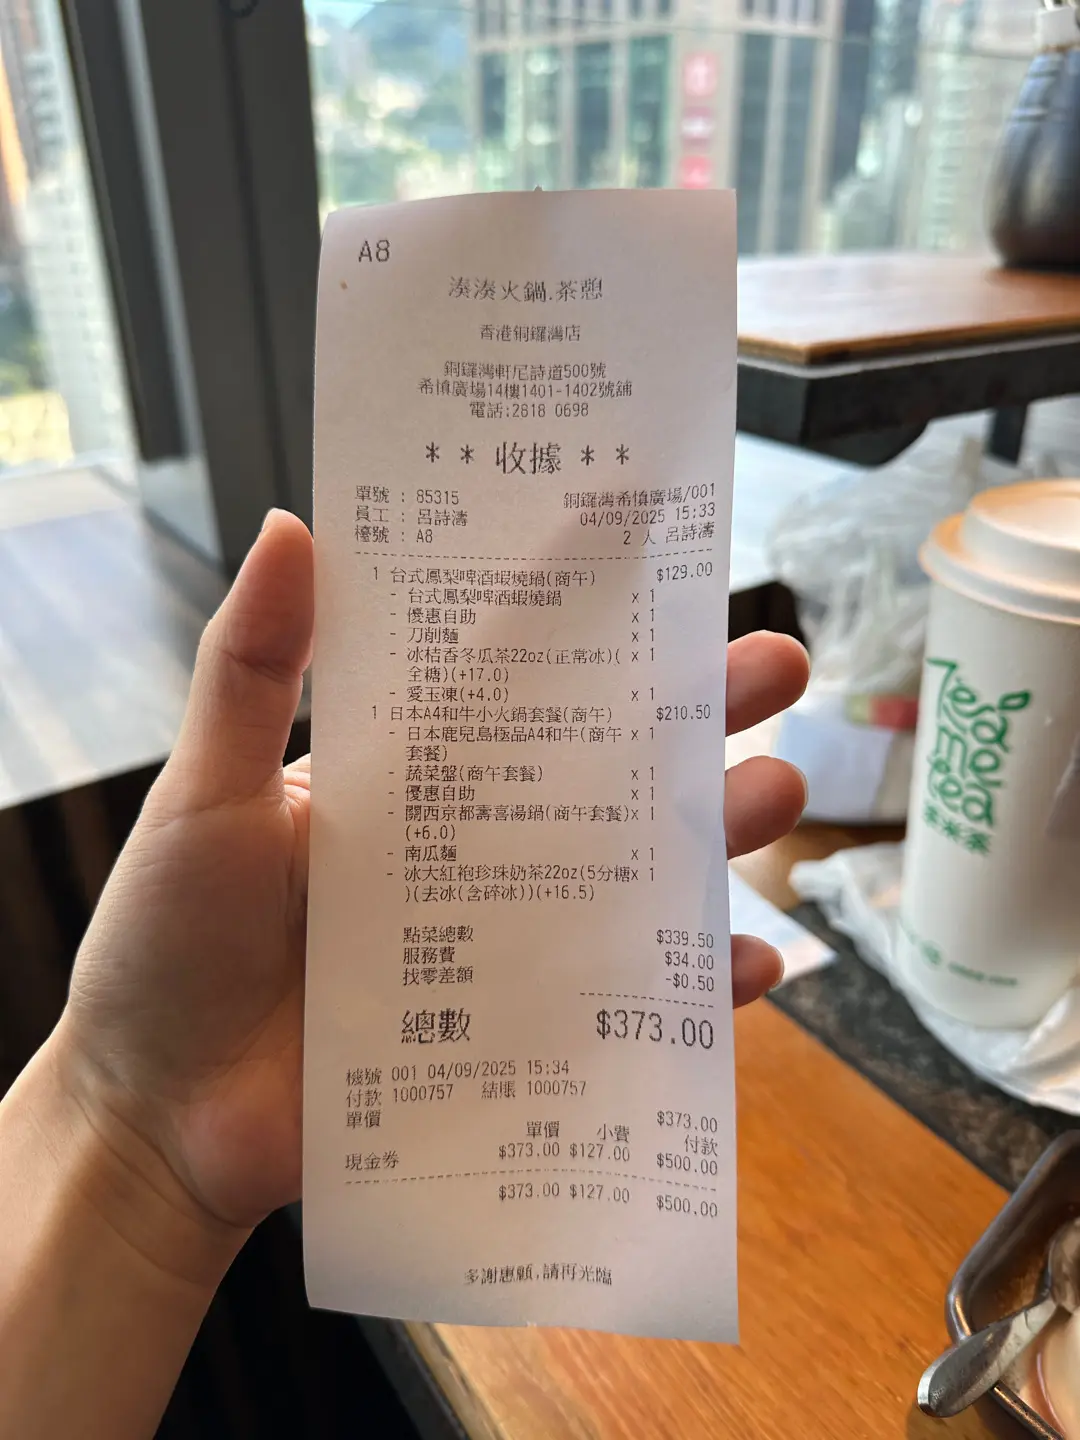 A8
湊湊火鍋.茶憩
香港銅鑼灣店
銅鑼灣軒尼詩道500號
希慎廣場14樓1401-1402號舖
電話:2818 0698
* * 收據 * *
單號 : 85315 銅鑼灣希慎廣場/001
員工 : 呂詩濤 04/09/2025 15:33
檯號 : A8 2 人 呂詩濤
1 台式鳳梨啤酒蝦燒鍋(商午) $129.00
- 台式鳳梨啤酒蝦燒鍋 x 1
- 優惠自助 x 1
- 刀削麵 x 1
- 冰桔香冬瓜茶22oz(正常冰)( x 1
全糖)(+17.0)
- 愛玉凍(+4.0) x 1
1 日本A4和牛小火鍋套餐(商午) $210.50
- 日本鹿兒島極品A4和牛(商午 x 1
套餐)
- 蔬菜盤(商午套餐) x 1
- 優惠自助 x 1
- 關西京都壽喜湯鍋(商午套餐)x 1
(+6.0)
- 南瓜麵 x 1
- 冰大紅袍珍珠奶茶22oz(5分糖x 1
)(去冰(含碎冰))(+16.5)
點菜總數 $339.50
服務費 $34.00
找零差額 -$0.50
總數 $373.00
機號 001 04/09/2025 15:34
付款 1000757 結賬 1000757
單價 $373.00
單價 小費 付款
現金券 $373.00 $127.00 $500.00
$373.00 $127.00 $500.00
多謝惠顧,請再光臨
茶米茶